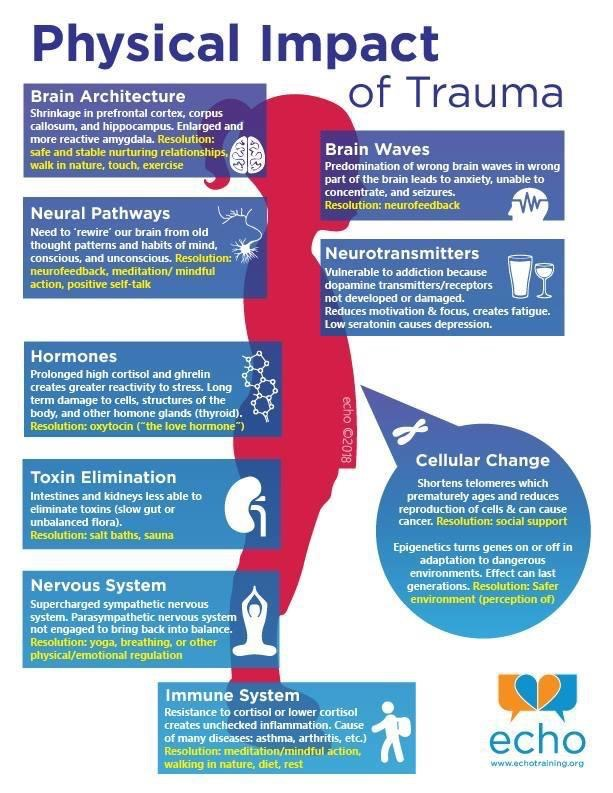 Physical Impact
of Trauma
Brain Architecture
Shrinkage in prefrontal cortex, corpus
callosum, and hippocampus. Enlarged and
more reactive amygdala. Resolution:
safe and stable nurturing relationships,
walk in nature, touch, exercise
Brain Waves
Predomination of wrong brain waves in wrong
part of the brain leads to anxiety, unable to
concentrate, and seizures.
Resolution: neurofeedback
Neural Pathways
Need to ‘rewire’ our brain from old
thought patterns and habits of mind,
conscious, and unconscious. Resolution:
neurofeedback, meditation/ mindful
action, positive self-talk
Neurotransmitters
Vulnerable to addiction because
dopamine transmitters/receptors
not developed or damaged.
Reduces motivation & focus, creates fatigue.
Low seratonin causes depression.
Hormones
Prolonged high cortisol and ghrelin
creates greater reactivity to stress. Long
term damage to cells, structures of the
body, and other homone glands (thyroid).
Resolution: oxytocin (“the love hormone”)
echo ©2018
Toxin Elimination
Intestines and kidneys less able to
eliminate toxins (slow gut or
unbalanced flora).
Resolution: salt baths, sauna
Cellular Change
Shortens telomeres which
prematurely ages and reduces
reproduction of cells & can cause
cancer. Resolution: social support
Epigenetics turns genes on or off in
adaptation to dangerous
environments. Effect can last
generations. Resolution: Safer
environment (perception of)
Nervous System
Supercharged sympathetic nervous
system. Parasympathetic nervous system
not engaged to bring back into balance.
Resolution: yoga, breathing, or other
physical/emotional regulation
Immune System
Resistance to cortisol or lower cortisol
creates unchecked inflammation. Cause
of many diseases: asthma, arthritis, etc.)
Resolution: meditation/mindful action,
walking in nature, diet, rest
echo
www.echotraining.org